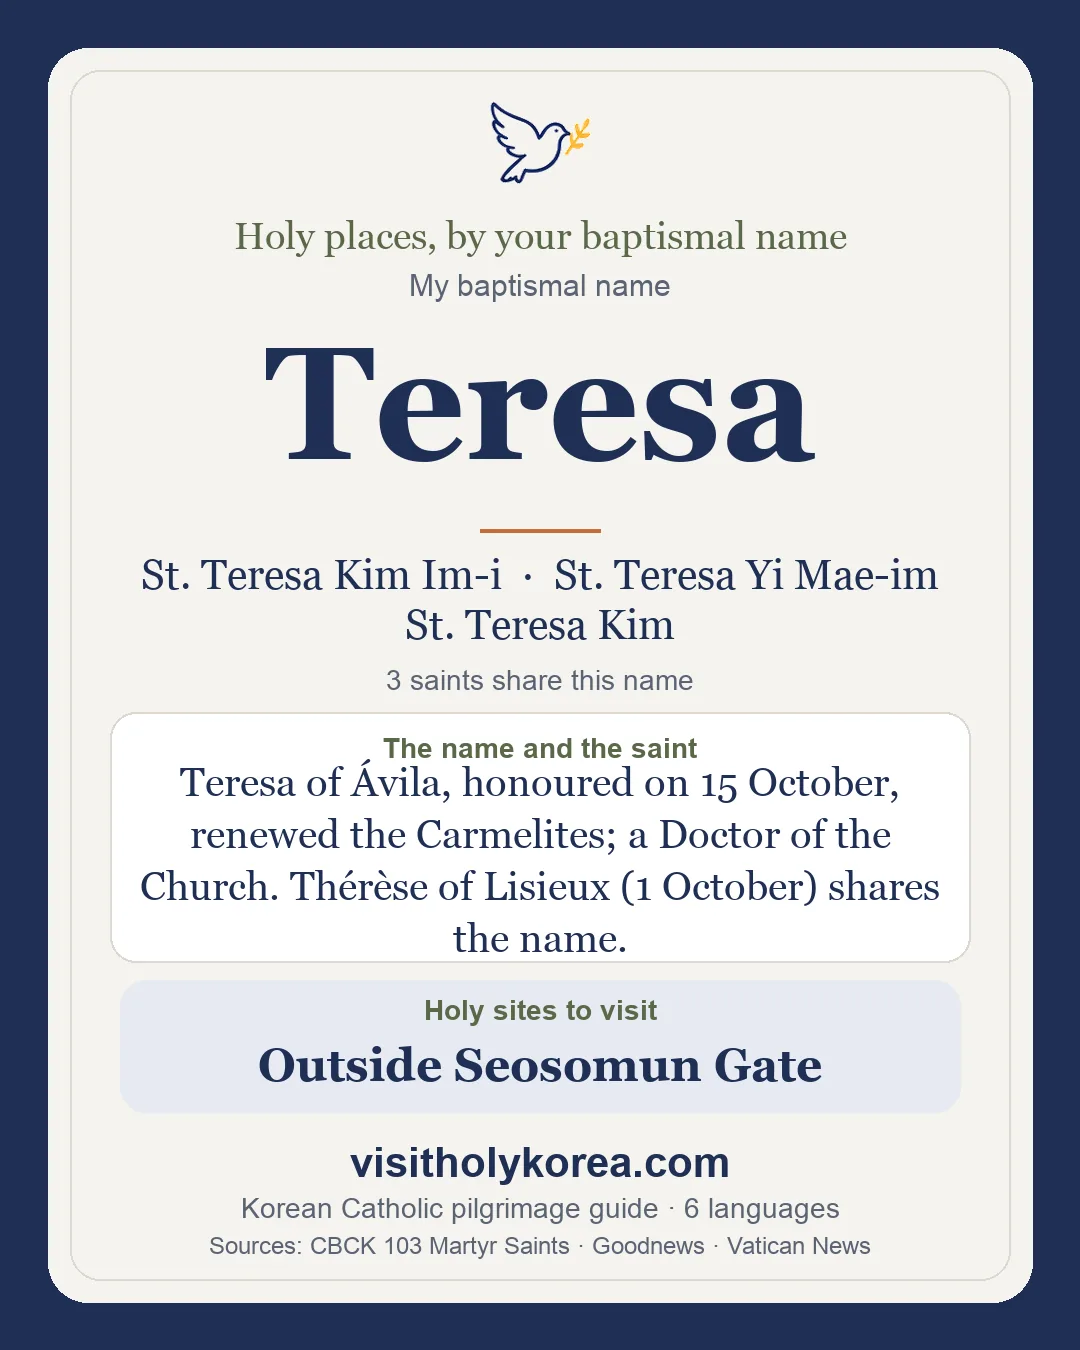 Holy places, by your baptismal name
My baptismal name
Teresa
St. Teresa Kim Im-i · St. Teresa Yi Mae-im
St. Teresa Kim
3 saints share this name
The name and the saint
Teresa of Ávila, honoured on 15 October,
renewed the Carmelites; a Doctor of the
Church. Thérèse of Lisieux (1 October) shares
the name.
Holy sites to visit
Outside Seosomun Gate
visitholykorea.com
Korean Catholic pilgrimage guide · 6 languages
Sources: CBCK 103 Martyr Saints · Goodnews · Vatican News